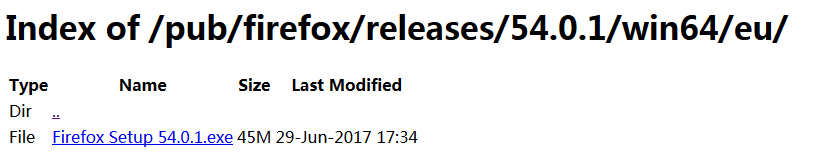 Index of /pub/firefox/releases/54.0.1/win64/eu/
Type Name Size Last Modified
Dir ..
File Firefox Setup 54.0.1.exe 45M 29-Jun-2017 17:34